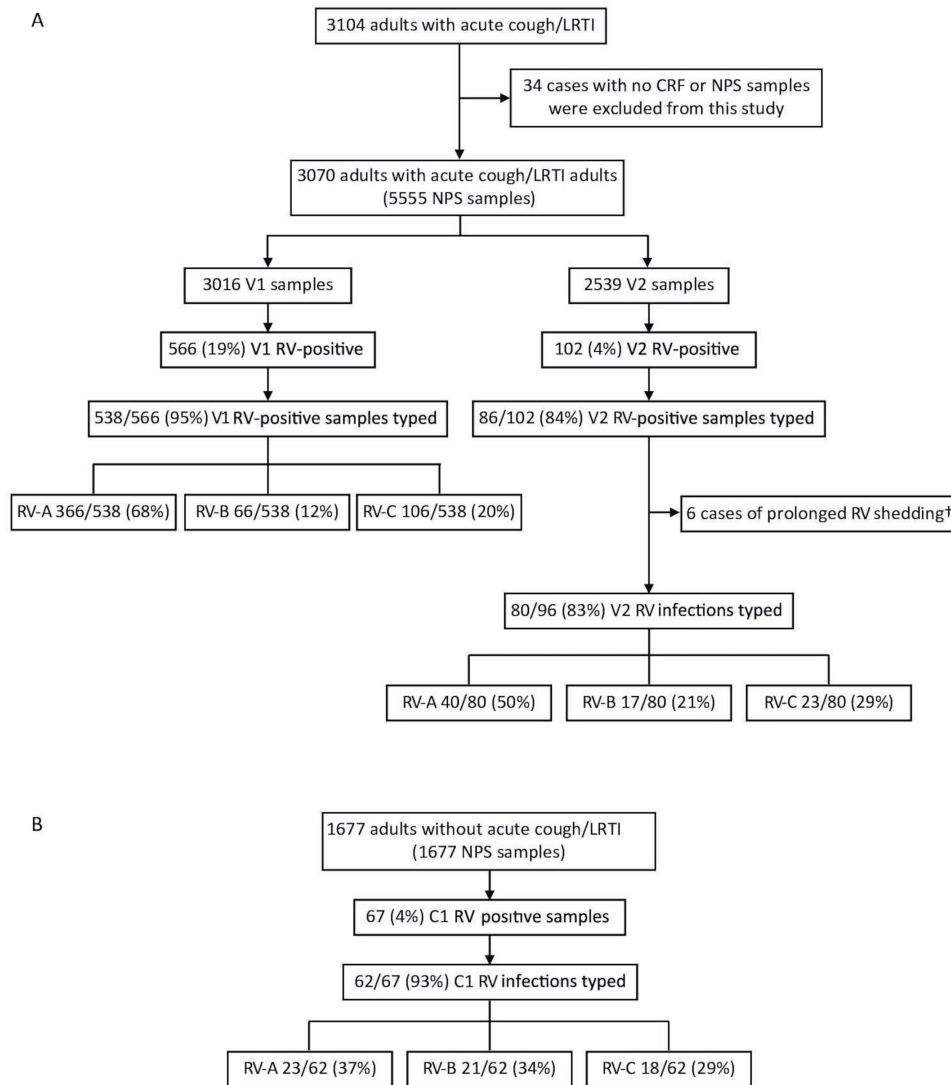 A
3104 adults with acute cough/LRTI
34 cases with no CRF or NPS samples
were excluded from this study
3070 adults with acute cough/LRTI adults
(5555 NPS samples)
3016 V1 samples
2539 V2 samples
566 (19%) V1 RV-positive
102 (4%) V2 RV-positive
538/566 (95%) V1 RV-positive samples typed
86/102 (84%) V2 RV-positive samples typed
RV-A 366/538 (68%)
RV-B 66/538 (12%)
RV-C 106/538 (20%)
6 cases of prolonged RV shedding†
80/96 (83%) V2 RV infections typed
RV-A 40/80 (50%)
RV-B 17/80 (21%)
RV-C 23/80 (29%)
B
1677 adults without acute cough/LRTI
(1677 NPS samples)
67 (4%) C1 RV positive samples
62/67 (93%) C1 RV infections typed
RV-A 23/62 (37%)
RV-B 21/62 (34%)
RV-C 18/62 (29%)